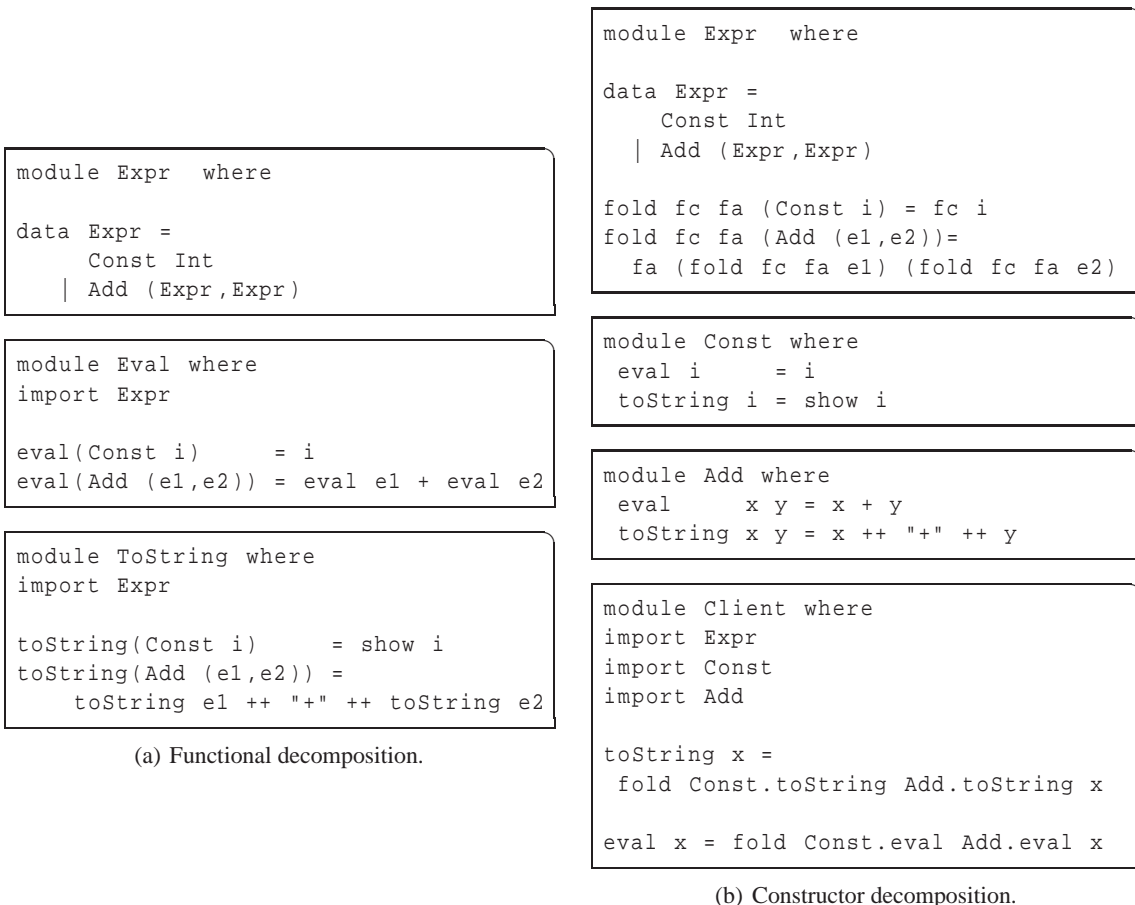 module Expr  where
data Expr =
     Const Int
   | Add (Expr,Expr)
module Eval where
import Expr
eval(Const i)     = i
eval(Add (e1,e2)) = eval e1 + eval e2
module ToString where
import Expr
toString(Const i)     = show i
toString(Add (e1,e2)) =
    toString e1 ++ "+" ++ toString e2
(a) Functional decomposition.
module Expr  where
data Expr =
    Const Int
  | Add (Expr,Expr)
fold fc fa (Const i) = fc i
fold fc fa (Add (e1,e2))=
  fa (fold fc fa e1) (fold fc fa e2)
module Const where
 eval i     = i
 toString i = show i
module Add where
 eval     x y = x + y
 toString x y = x ++ "+" ++ y
module Client where
import Expr
import Const
import Add
toString x =
 fold Const.toString Add.toString x
eval x = fold Const.eval Add.eval x
(b) Constructor decomposition.